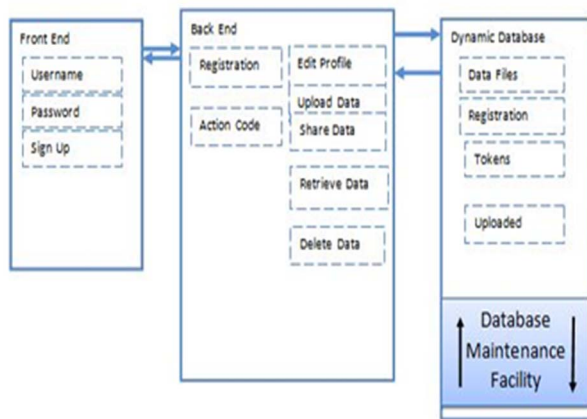 Front End
Username
Password
Sign Up
Back End
Registration
Action Code
Edit Profile
Upload Data
Share Data
Retrieve Data
Delete Data
Dynamic Database
Data Files
Registration
Tokens
Uploaded
Database
Maintenance
Facility